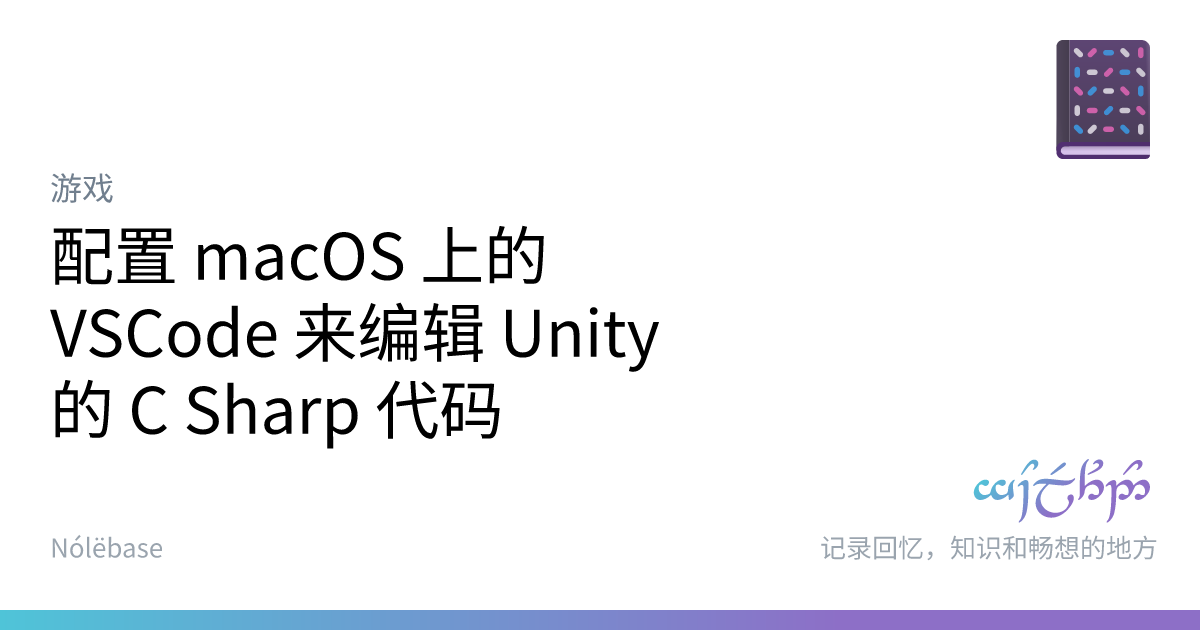 游戏
配置 macOS 上的
VSCode 来编辑 Unity
的 C Sharp 代码
Nólëbase
记录回忆，知识和畅想的地方